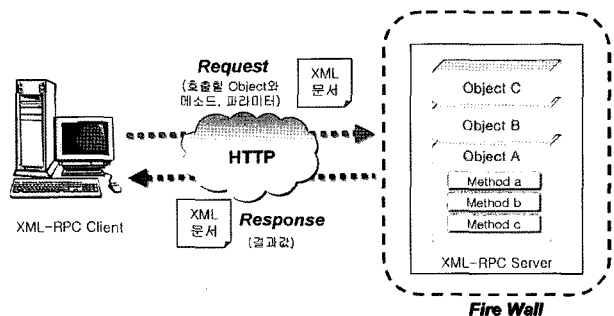 Request
(호출할 Object와
메소드, 파라미터)
XML
문서
HTTP
XML
문서
Response
(결과값)
XML-RPC Client
Object C
Object B
Object A
Method a
Method b
Method c
XML-RPC Server
Fire Wall